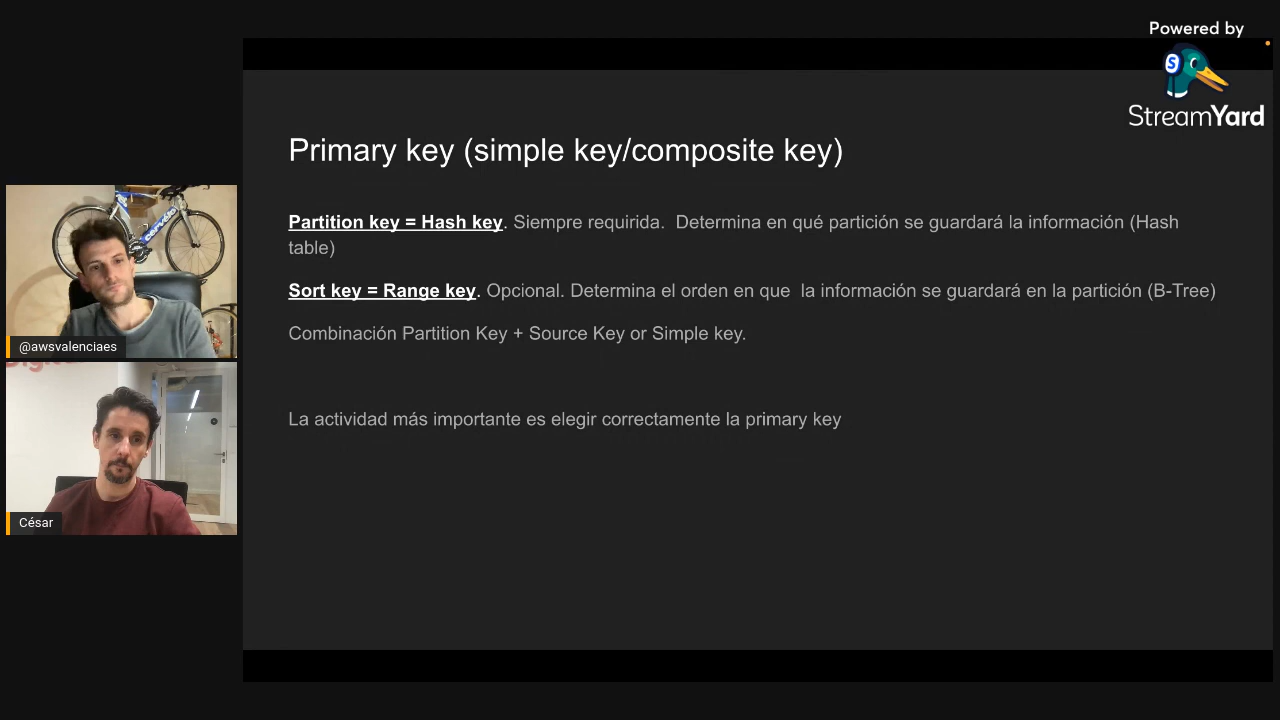 Powered by
StreamYard
Primary key (simple key/composite key)
Partition key = Hash key. Siempre requirida.  Determina en qué partición se guardará la información (Hash
table)
Sort key = Range key. Opcional. Determina el orden en que  la información se guardará en la partición (B-Tree)
Combinación Partition Key + Source Key or Simple key.
La actividad más importante es elegir correctamente la primary key
cervélo
@awsvalenciaes
César